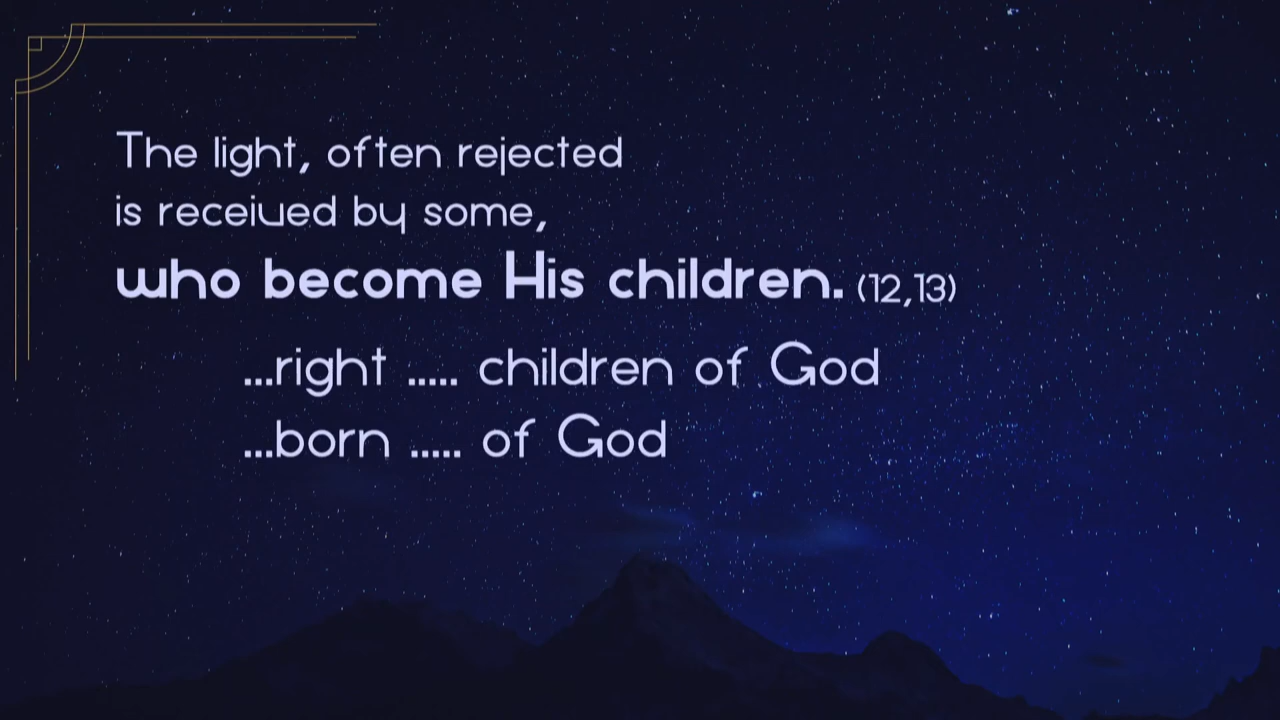 The light, often rejected
is received by some,
who become His children. (12,13)
...right ..... children of God
...born ..... of God